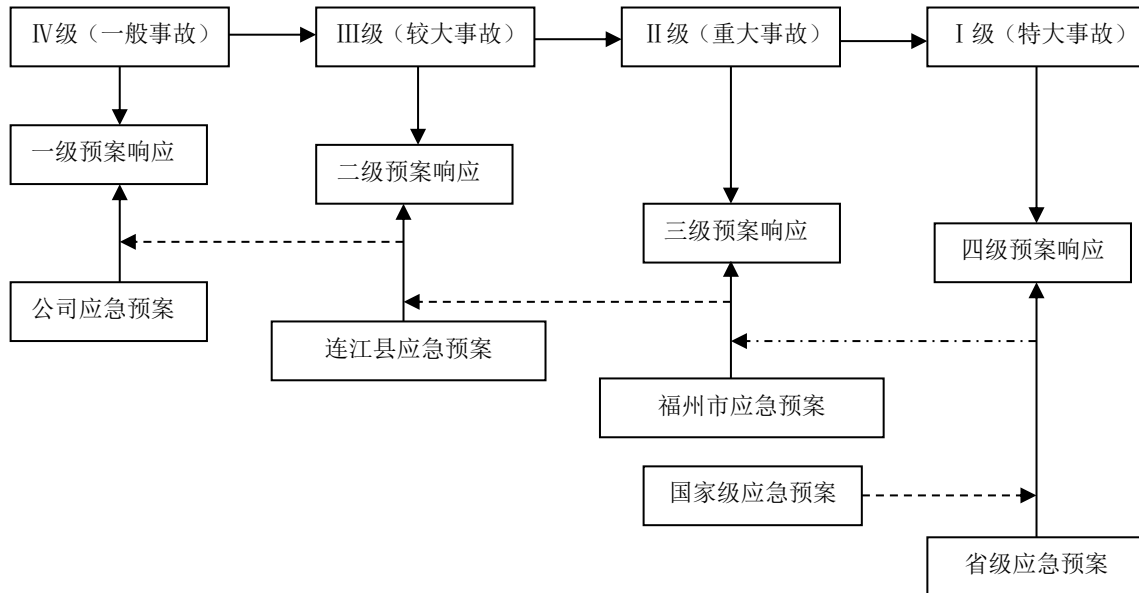 Ⅳ级（一般事故）
Ⅲ级（较大事故）
Ⅱ级（重大事故）
Ⅰ级（特大事故）
一级预案响应
二级预案响应
三级预案响应
四级预案响应
公司应急预案
连江县应急预案
福州市应急预案
国家级应急预案
省级应急预案